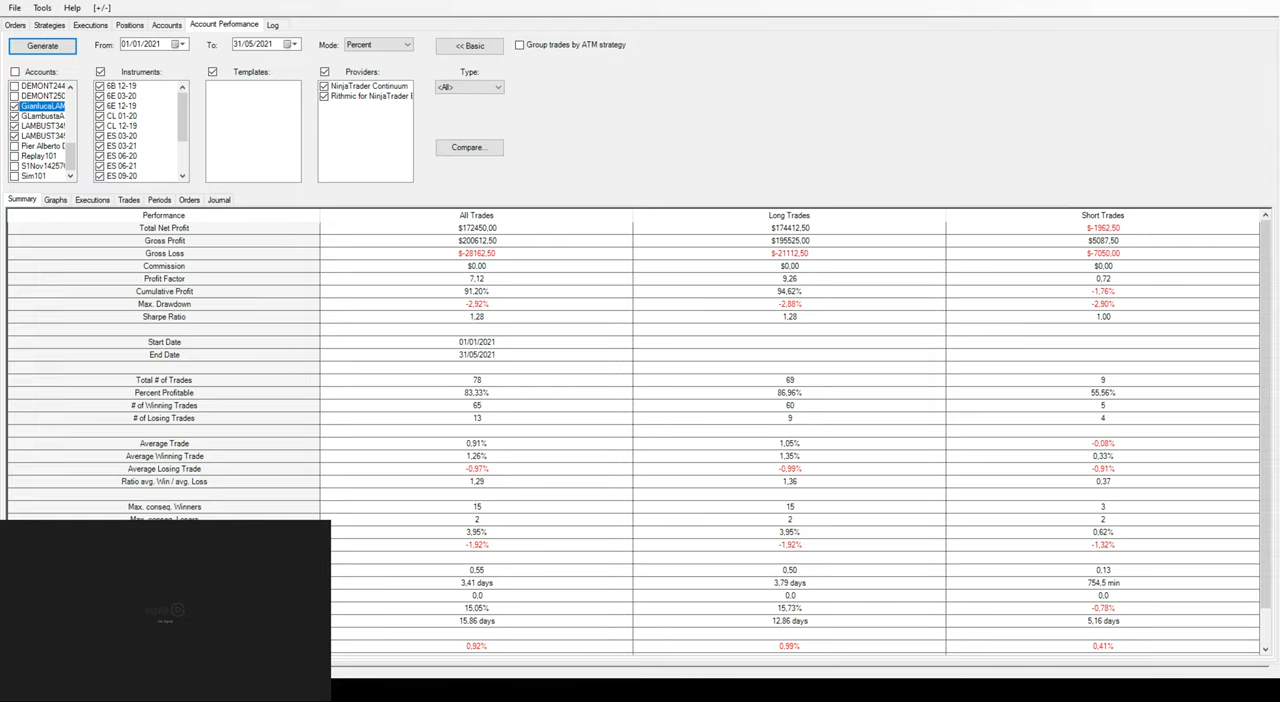 File Tools Help [+/-]
Orders Strategies Executions Positions Accounts Account Performance Log
Generate From: 01/01/2021 To: 31/05/2021 Mode: Percent << Basic Group trades by ATM strategy
Accounts: Instruments: Templates: Providers: Type:
DEMONT244 6B 12-19 NinjaTrader Continuum <All>
DEMONT250 6E 03-20 Rithmic for NinjaTrader B
GianlucaLAM 6E 12-19
GLambustaA CL 01-20
LAMBUST345 CL 12-19
LAMBUST345 ES 03-20
Pier Alberto D ES 03-21 Compare...
Replay101 ES 06-20
S1Nov14257 ES 06-21
Sim101 ES 09-20
Summary Graphs Executions Trades Periods Orders Journal
Performance All Trades Long Trades Short Trades
Total Net Profit $172450,00 $174412,50 $-1962,50
Gross Profit $200612,50 $195525,00 $5087,50
Gross Loss $-28162,50 $-21112,50 $-7050,00
Commission $0,00 $0,00 $0,00
Profit Factor 7,12 9,26 0,72
Cumulative Profit 91,20% 94,62% -1,76%
Max. Drawdown -2,92% -2,88% -2,90%
Sharpe Ratio 1,28 1,28 1,00
Start Date 01/01/2021
End Date 31/05/2021
Total # of Trades 78 69 9
Percent Profitable 83,33% 86,96% 55,56%
# of Winning Trades 65 60 5
# of Losing Trades 13 9 4
Average Trade 0,91% 1,05% -0,08%
Average Winning Trade 1,26% 1,35% 0,33%
Average Losing Trade -0,97% -0,99% -0,91%
Ratio avg. Win / avg. Loss 1,29 1,36 0,37
Max. conseq. Winners 15 15 3
Max. conseq. Losers 2 2 2
3,95% 3,95% 0,62%
-1,92% -1,92% -1,32%
0,55 0,50 0,13
3,41 days 3,79 days 754,5 min
0,0 0,0 0,0
15,05% 15,73% -0,78%
15,86 days 12,86 days 5,16 days
0,92% 0,99% 0,41%